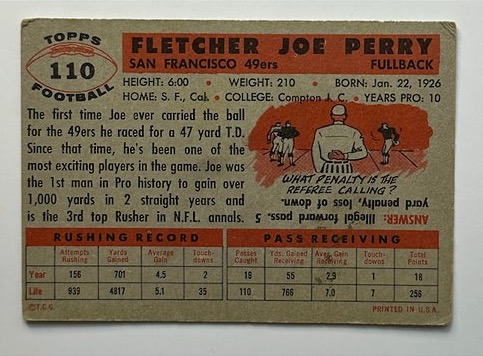 TOPPS
110
FOOTBALL
FLETCHER JOE PERRY
SAN FRANCISCO 49ers FULLBACK
HEIGHT: 6:00 • WEIGHT: 210 • BORN: Jan. 22, 1926
HOME: S. F., Cal. • COLLEGE: Compton J. C. • YEARS PRO: 10
The first time Joe ever carried the ball
for the 49ers he raced for a 47 yard T.D.
Since that time, he's been one of the
most exciting players in the game. Joe was
the 1st man in Pro history to gain over
1,000 yards in 2 straight years and
is the 3rd top Rusher in N.F.L. annals.
WHAT PENALTY IS THE
REFEREE CALLING?
ANSWER: Illegal forward pass. 5
yard penalty, loss of down.
RUSHING RECORD PASS RECEIVING
Attempts Rushing Yards Gained Average Gain Touch-downs Passes Caught Yds. Gained Receiving Average Gain Touch-downs Total Points
Year 156 701 4.5 2 19 55 2.9 1 18
Life 939 4817 5.1 35 110 766 7.0 7 256
©T.C.G. PRINTED IN U.S.A.